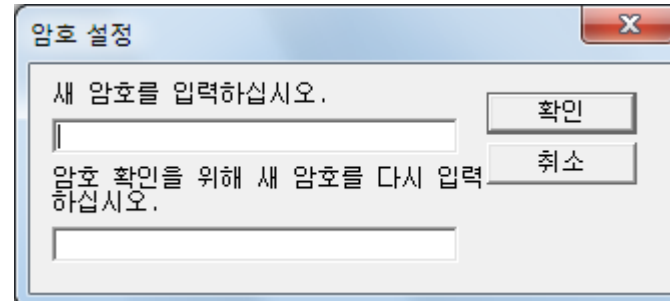 암호 설정
새 암호를 입력하십시오.
확인
취소
암호 확인을 위해 새 암호를 다시 입력
하십시오.